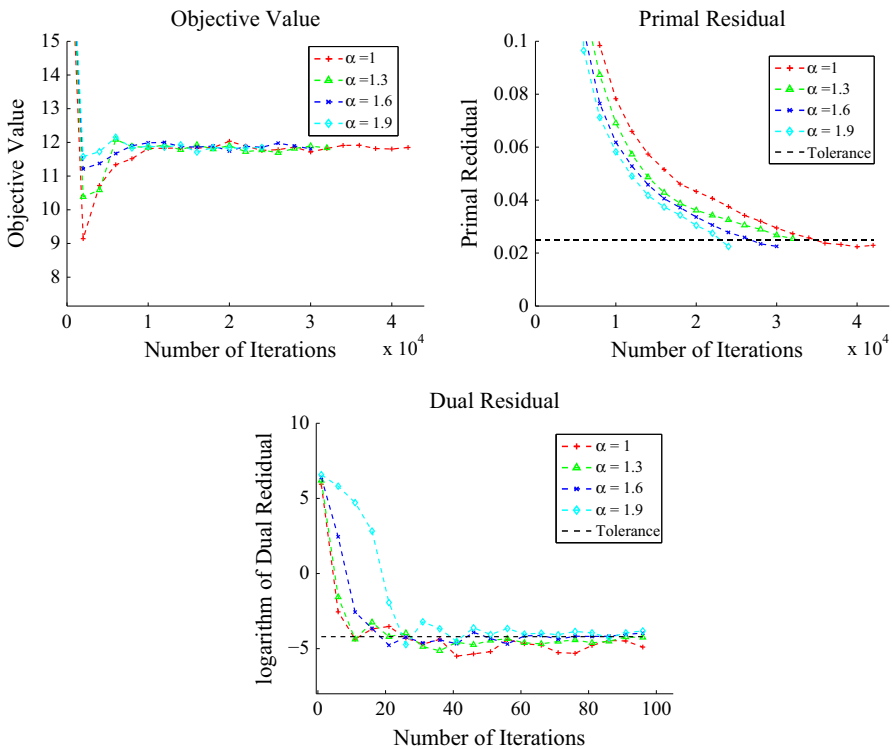 Objective Value
15
14
13
12
11
10
9
8
Objective Value
0
1
2
3
4
x 10^4
Number of Iterations
α =1
α =1.3
α = 1.6
α = 1.9
Primal Residual
0.1
0.08
0.06
0.04
0.02
0
Primal Redidual
0
1
2
3
4
x 10^4
Number of Iterations
α =1
α =1.3
α =1.6
α = 1.9
Tolerance
Dual Residual
10
5
0
−5
logarithm of Dual Redidual
0
20
40
60
80
100
Number of Iterations
α = 1
α = 1.3
α = 1.6
α = 1.9
Tolerance